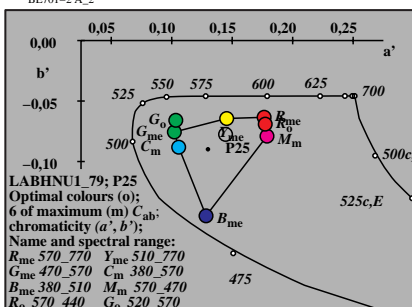 BE701-2 A_2
0,05 0,10 0,15 0,20 0,25
0,00
a'
b'
525 550 575 600 625 700
−0,05
G_o
R_me
R_o
500
G_me
Y_me
C_m
P25
M_m
500c,
−0,10
LABHNU1_79; P25
Optimal colours (o);
525c,E
6 of maximum (m) C_ab;
B_me
chromaticity (a', b');
Name and spectral range:
R_me 570_770 Y_me 510_770
G_me 470_570 C_m 380_570
475
B_me 380_510 M_m 570_470
R_o 570_440 G_o 520_570